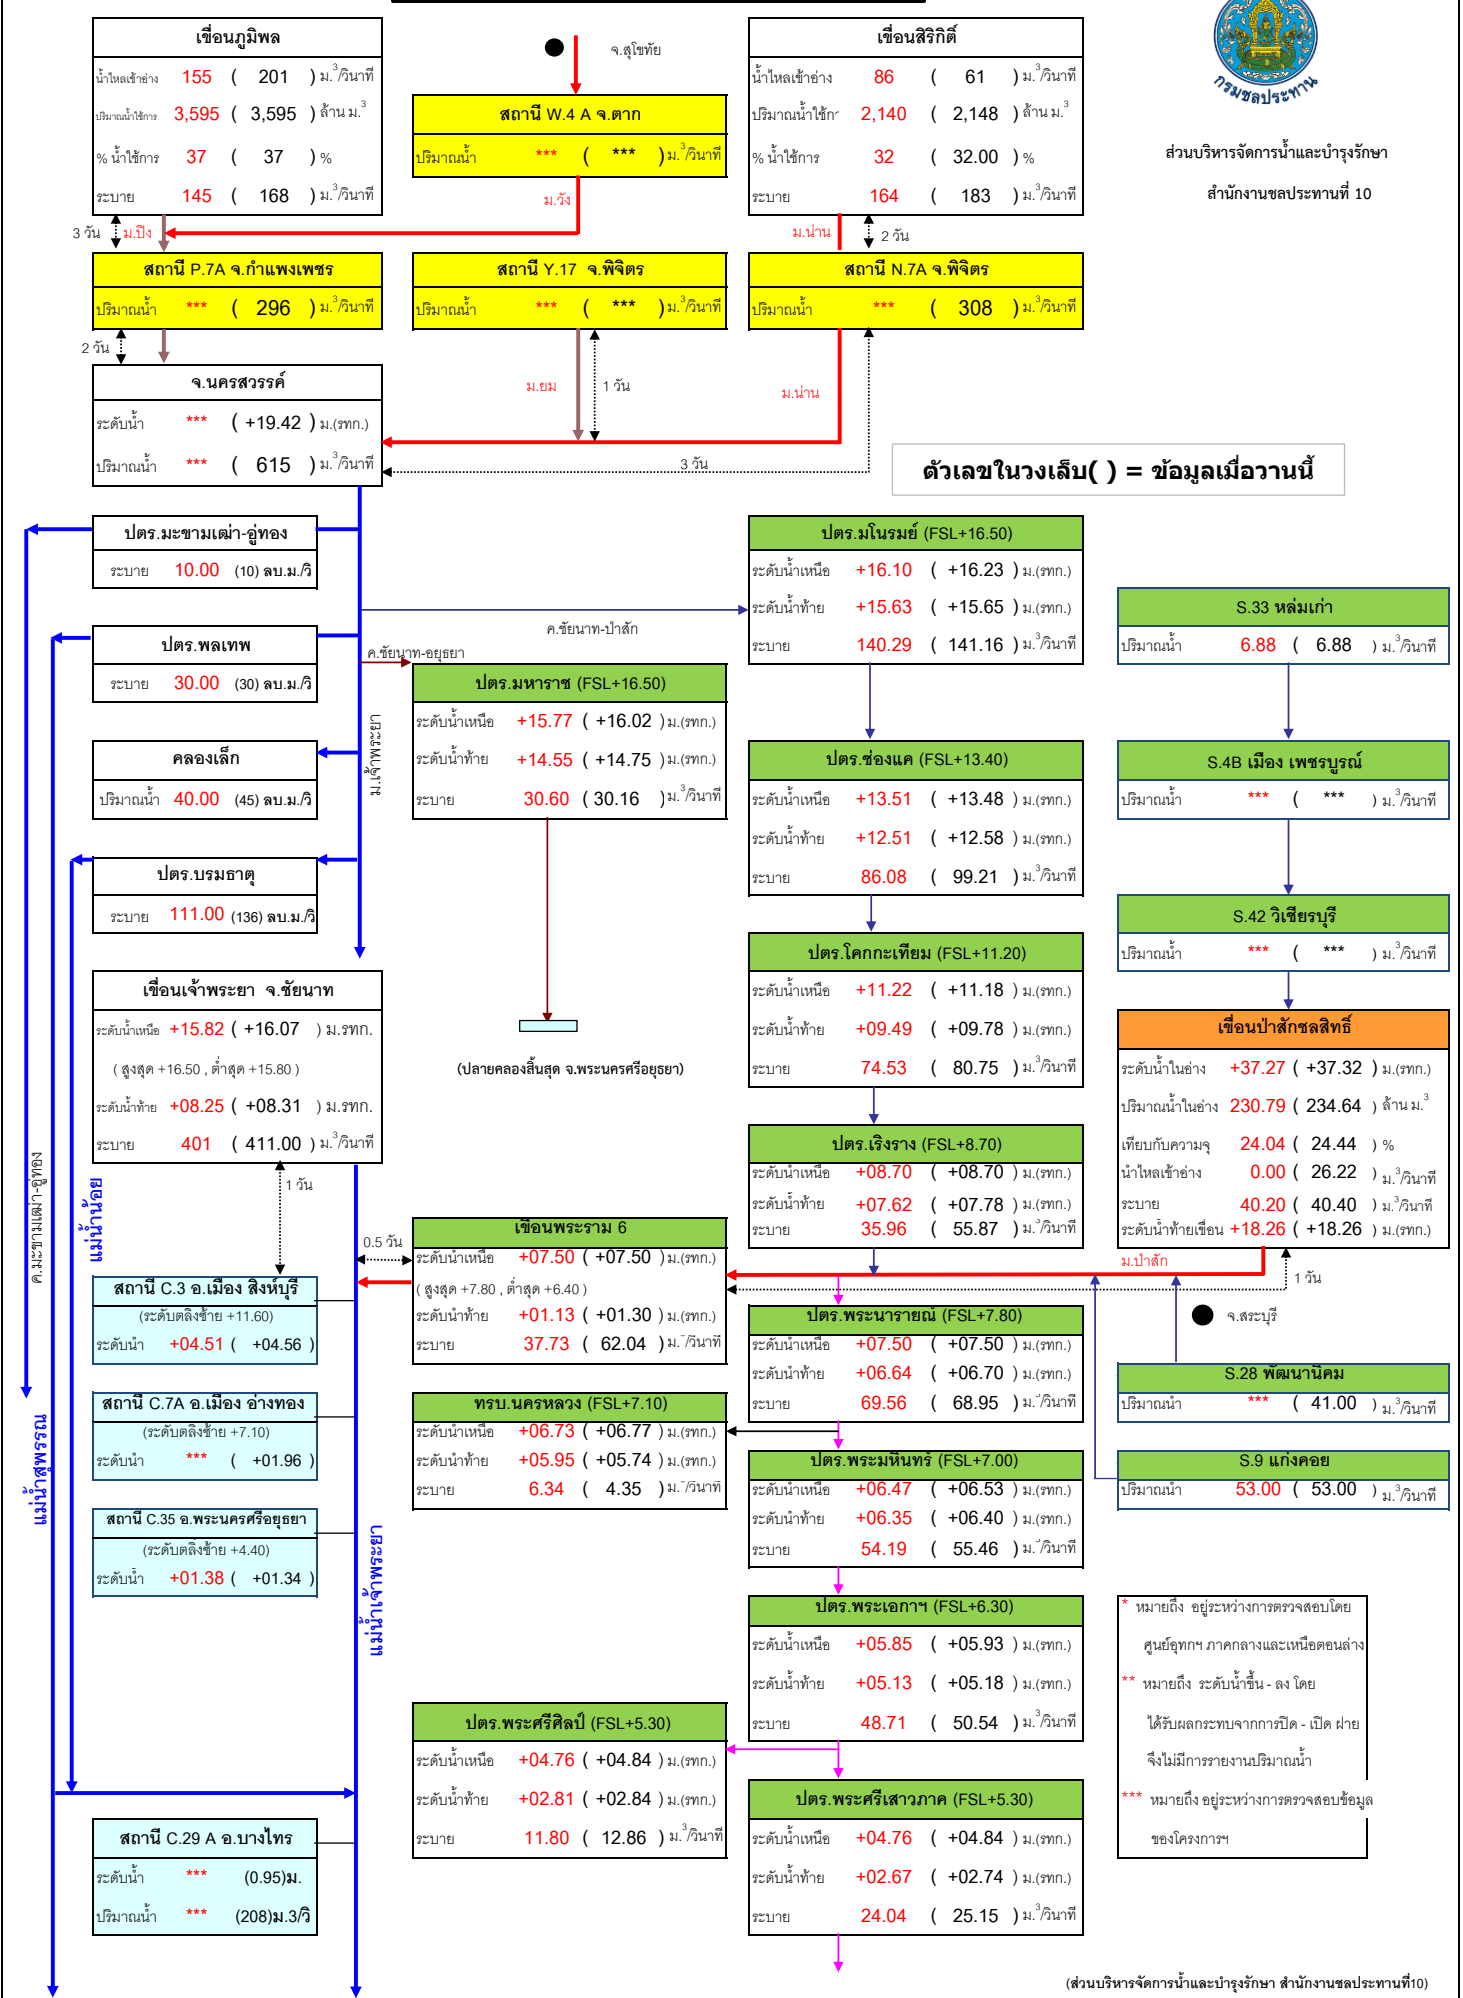 เขื่อนภูมิพล
น้ำไหลเข้าอ่าง 155 ( 201 ) ม.3/วินาที
ปริมาณน้ำใช้การ 3,595 ( 3,595 ) ล้าน ม.3
% น้ำใช้การ 37 ( 37 ) %
ระบาย 145 ( 168 ) ม.3/วินาที
จ.สุโขทัย
สถานี W.4 A จ.ตาก
ปริมาณน้ำ *** ( *** ) ม.3/วินาที
ม.วัง
เขื่อนสิริกิติ์
น้ำไหลเข้าอ่าง 86 ( 61 ) ม.3/วินาที
ปริมาณน้ำใช้กา 2,140 ( 2,148 ) ล้าน ม.3
% น้ำใช้การ 32 ( 32.00 ) %
ระบาย 164 ( 183 ) ม.3/วินาที
กรมชลประทาน
ส่วนบริหารจัดการน้ำและบำรุงรักษา
สำนักงานชลประทานที่ 10
3 วัน ม.ปิง
ม.น่าน 2 วัน
สถานี P.7A จ.กำแพงเพชร
ปริมาณน้ำ *** ( 296 ) ม.3/วินาที
สถานี Y.17 จ.พิจิตร
ปริมาณน้ำ *** ( *** ) ม.3/วินาที
สถานี N.7A จ.พิจิตร
ปริมาณน้ำ *** ( 308 ) ม.3/วินาที
2 วัน
ม.ยม 1 วัน
ม.น่าน
3 วัน
จ.นครสวรรค์
ระดับน้ำ *** ( +19.42 ) ม.(รทก.)
ปริมาณน้ำ *** ( 615 ) ม.3/วินาที
ตัวเลขในวงเล็บ( ) = ข้อมูลเมื่อวานนี้
ปตร.มะขามเฒ่า-อู่ทอง
ระบาย 10.00 (10) ลบ.ม./วิ
ปตร.พลเทพ
ระบาย 30.00 (30) ลบ.ม./วิ
คลองเล็ก
ปริมาณน้ำ 40.00 (45) ลบ.ม./วิ
ปตร.บรมธาตุ
ระบาย 111.00 (136) ลบ.ม./วิ
ม.เจ้าพระยา
ค.ชัยนาท-ป่าสัก
ค.ชัยนาท-อยุธยา
ปตร.มหาราช (FSL+16.50)
ระดับน้ำเหนือ +15.77 ( +16.02 ) ม.(รทก.)
ระดับน้ำท้าย +14.55 ( +14.75 ) ม.(รทก.)
ระบาย 30.60 ( 30.16 ) ม.3/วินาที
(ปลายคลองสิ้นสุด จ.พระนครศรีอยุธยา)
ปตร.มโนรมย์ (FSL+16.50)
ระดับน้ำเหนือ +16.10 ( +16.23 ) ม.(รทก.)
ระดับน้ำท้าย +15.63 ( +15.65 ) ม.(รทก.)
ระบาย 140.29 ( 141.16 ) ม.3/วินาที
ปตร.ช่องแค (FSL+13.40)
ระดับน้ำเหนือ +13.51 ( +13.48 ) ม.(รทก.)
ระดับน้ำท้าย +12.51 ( +12.58 ) ม.(รทก.)
ระบาย 86.08 ( 99.21 ) ม.3/วินาที
ปตร.โคกกะเทียม (FSL+11.20)
ระดับน้ำเหนือ +11.22 ( +11.18 ) ม.(รทก.)
ระดับน้ำท้าย +09.49 ( +09.78 ) ม.(รทก.)
ระบาย 74.53 ( 80.75 ) ม.3/วินาที
ปตร.เริงราง (FSL+8.70)
ระดับน้ำเหนือ +08.70 ( +08.70 ) ม.(รทก.)
ระดับน้ำท้าย +07.62 ( +07.78 ) ม.(รทก.)
ระบาย 35.96 ( 55.87 ) ม.3/วินาที
S.33 หล่มเก่า
ปริมาณน้ำ 6.88 ( 6.88 ) ม.3/วินาที
S.4B เมือง เพชรบูรณ์
ปริมาณน้ำ *** ( *** ) ม.3/วินาที
S.42 วิเชียรบุรี
ปริมาณน้ำ *** ( *** ) ม.3/วินาที
เขื่อนป่าสักชลสิทธิ์
ระดับน้ำในอ่าง +37.27 ( +37.32 ) ม.(รทก.)
ปริมาณน้ำในอ่าง 230.79 ( 234.64 ) ล้าน ม.3
เทียบกับความจุ 24.04 ( 24.44 ) %
น้ำไหลเข้าอ่าง 0.00 ( 26.22 ) ม.3/วินาที
ระบาย 40.20 ( 40.40 ) ม.3/วินาที
ระดับน้ำท้ายเขื่อน +18.26 ( +18.26 ) ม.(รทก.)
เขื่อนเจ้าพระยา จ.ชัยนาท
ระดับน้ำเหนือ +15.82 ( +16.07 ) ม.รทก.
( สูงสุด +16.50 , ต่ำสุด +15.80 )
ระดับน้ำท้าย +08.25 ( +08.31 ) ม.รทก.
ระบาย 401 ( 411.00 ) ม.3/วินาที
1 วัน
ค.มะขามเฒ่า-อู่ทอง
แม่น้ำน้อย
0.5 วัน
เขื่อนพระราม 6
ระดับน้ำเหนือ +07.50 ( +07.50 ) ม.(รทก.)
( สูงสุด +7.80 , ต่ำสุด +6.40 )
ระดับน้ำท้าย +01.13 ( +01.30 ) ม.(รทก.)
ระบาย 37.73 ( 62.04 ) ม.3/วินาที
ม.ป่าสัก
1 วัน
จ.สระบุรี
สถานี C.3 อ.เมือง สิงห์บุรี
(ระดับตลิ่งซ้าย +11.60)
ระดับน้ำ +04.51 ( +04.56 )
สถานี C.7A อ.เมือง อ่างทอง
(ระดับตลิ่งซ้าย +7.10)
ระดับน้ำ *** ( +01.96 )
สถานี C.35 อ.พระนครศรีอยุธยา
(ระดับตลิ่งซ้าย +4.40)
ระดับน้ำ +01.38 ( +01.34 )
แม่น้ำสุพรรณ
แม่น้ำเจ้าพระยา
ทรบ.นครหลวง (FSL+7.10)
ระดับน้ำเหนือ +06.73 ( +06.77 ) ม.(รทก.)
ระดับน้ำท้าย +05.95 ( +05.74 ) ม.(รทก.)
ระบาย 6.34 ( 4.35 ) ม.3/วินาที
ปตร.พระนารายณ์ (FSL+7.80)
ระดับน้ำเหนือ +07.50 ( +07.50 ) ม.(รทก.)
ระดับน้ำท้าย +06.64 ( +06.70 ) ม.(รทก.)
ระบาย 69.56 ( 68.95 ) ม.3/วินาที
ปตร.พระมหินทร์ (FSL+7.00)
ระดับน้ำเหนือ +06.47 ( +06.53 ) ม.(รทก.)
ระดับน้ำท้าย +06.35 ( +06.40 ) ม.(รทก.)
ระบาย 54.19 ( 55.46 ) ม.3/วินาที
S.28 พัฒนานิคม
ปริมาณน้ำ *** ( 41.00 ) ม.3/วินาที
S.9 แก่งคอย
ปริมาณน้ำ 53.00 ( 53.00 ) ม.3/วินาที
ปตร.พระเอกาฯ (FSL+6.30)
ระดับน้ำเหนือ +05.85 ( +05.93 ) ม.(รทก.)
ระดับน้ำท้าย +05.13 ( +05.18 ) ม.(รทก.)
ระบาย 48.71 ( 50.54 ) ม.3/วินาที
ปตร.พระศรีศิลป์ (FSL+5.30)
ระดับน้ำเหนือ +04.76 ( +04.84 ) ม.(รทก.)
ระดับน้ำท้าย +02.81 ( +02.84 ) ม.(รทก.)
ระบาย 11.80 ( 12.86 ) ม.3/วินาที
ปตร.พระศรีเสาวภาค (FSL+5.30)
ระดับน้ำเหนือ +04.76 ( +04.84 ) ม.(รทก.)
ระดับน้ำท้าย +02.67 ( +02.74 ) ม.(รทก.)
ระบาย 24.04 ( 25.15 ) ม.3/วินาที
* หมายถึง อยู่ระหว่างการตรวจสอบโดย
ศูนย์อุทกฯ ภาคกลางและเหนือตอนล่าง
** หมายถึง ระดับน้ำขึ้น - ลง โดย
ได้รับผลกระทบจากการปิด - เปิด ฝาย
จึงไม่มีการรายงานปริมาณน้ำ
*** หมายถึง อยู่ระหว่างการตรวจสอบข้อมูล
ของโครงการฯ
สถานี C.29 A อ.บางไทร
ระดับน้ำ *** (0.95)ม.
ปริมาณน้ำ *** (208)ม.3/วิ
(ส่วนบริหารจัดการน้ำและบำรุงรักษา สำนักงานชลประทานที่10)